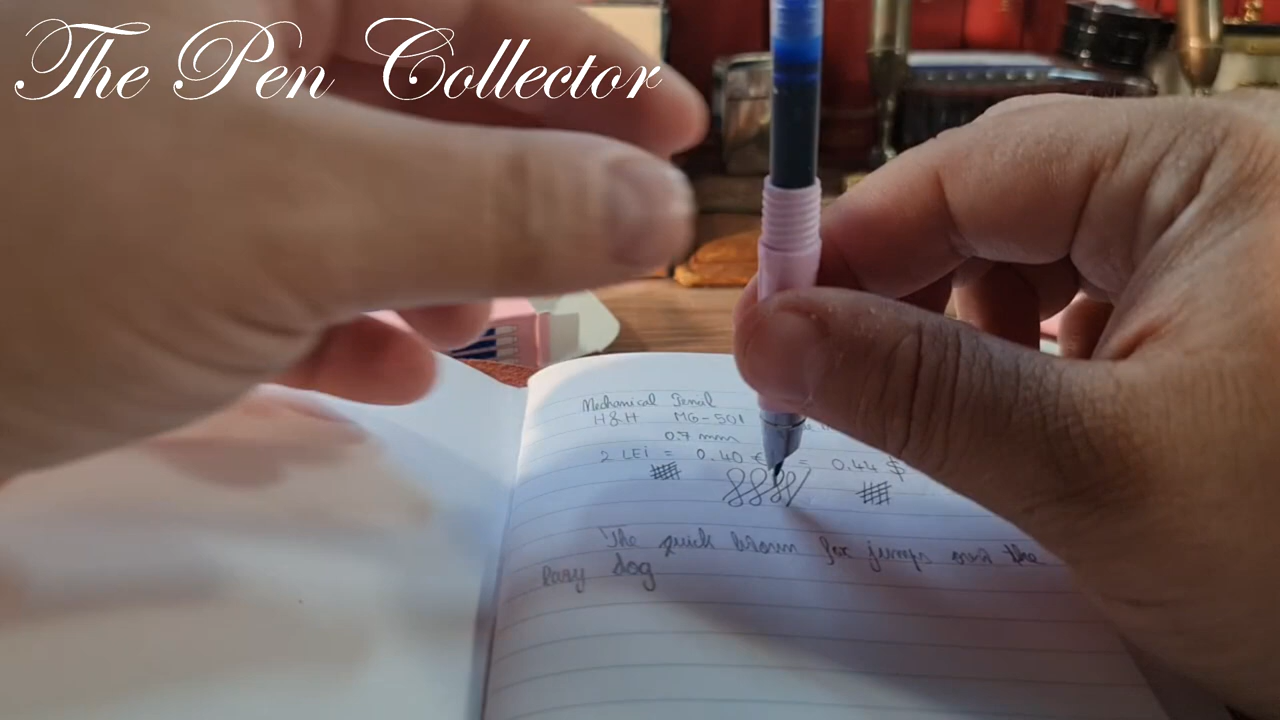 The Pen Collector
Mechanical Pencil
H&H MG-501
0.7 mm
2 LEi = 0.40 € = 0.44 $
The quick brown fox jumps over the
lazy dog